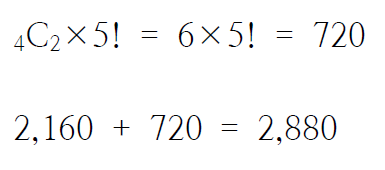 ₄C₂×5! = 6×5! = 720
2,160 + 720 = 2,880